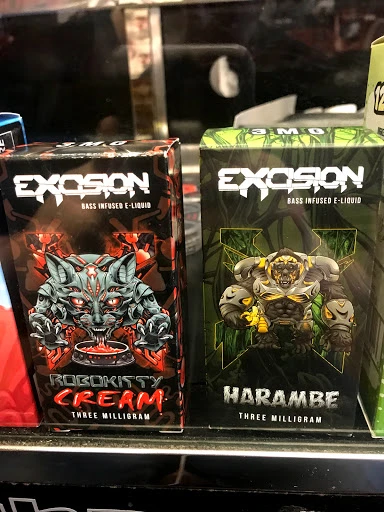 3MG
EXCISION
BASS INFUSED E-LIQUID
ROBOKITTY
CREAM
THREE MILLIGRAM
3MG
EXCISION
BASS INFUSED E-LIQUID
HARAMBE
THREE MILLIGRAM